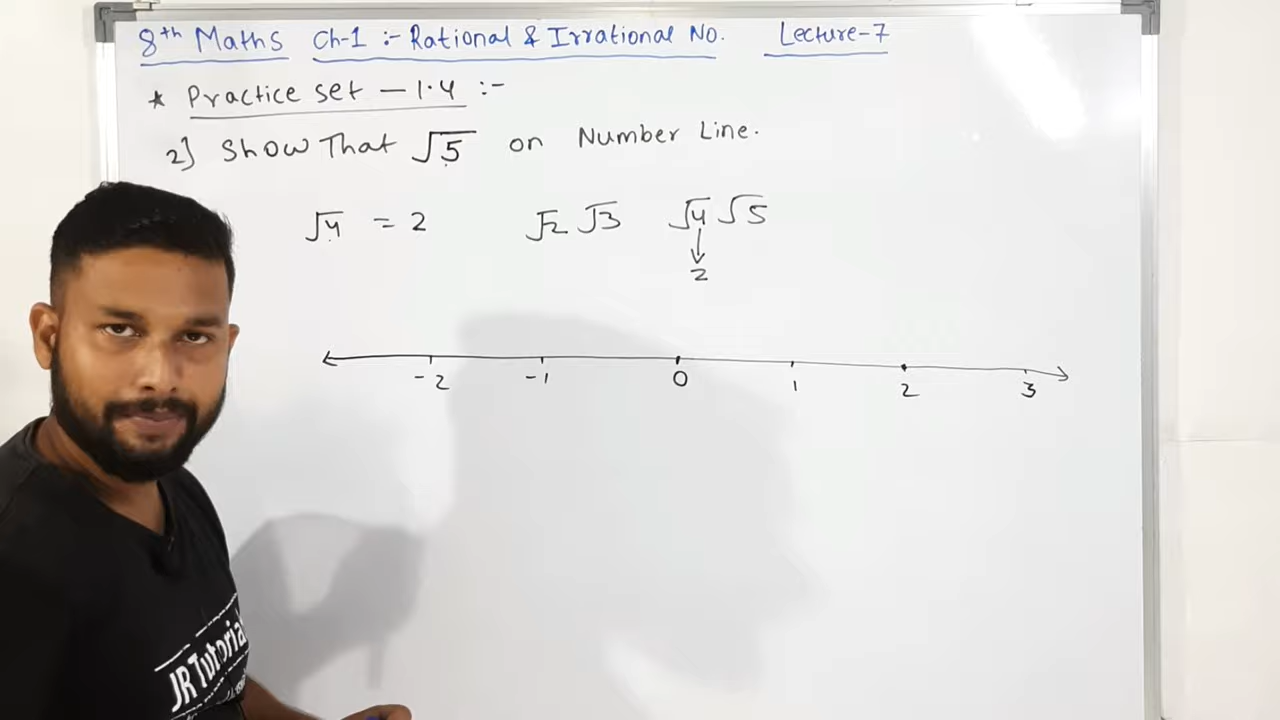 8th Maths Ch-1 :- Rational & Irrational No. Lecture-7
* Practice set — 1.4 :-
2] Show That √5 on Number Line.
√4 = 2 √2 √3 √4 √5
2
-2 -1 0 1 2 3
JR Tutorial